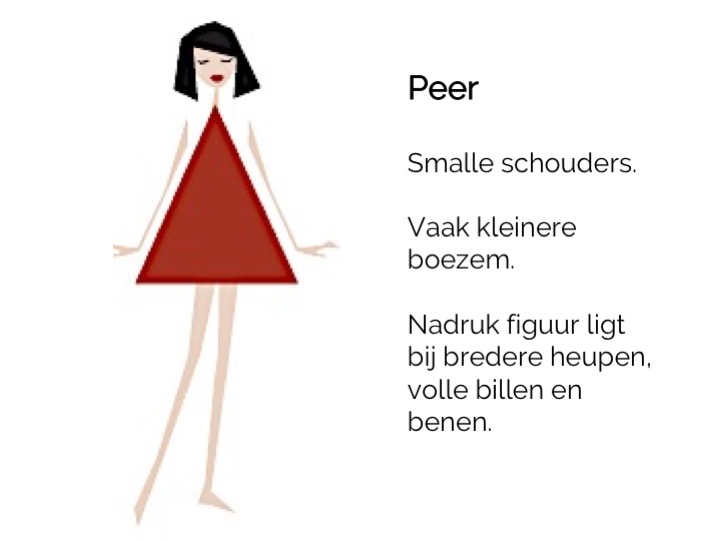 Peer
Smalle schouders.
Vaak kleinere
boezem.
Nadruk figuur ligt
bij bredere heupen,
volle billen en
benen.